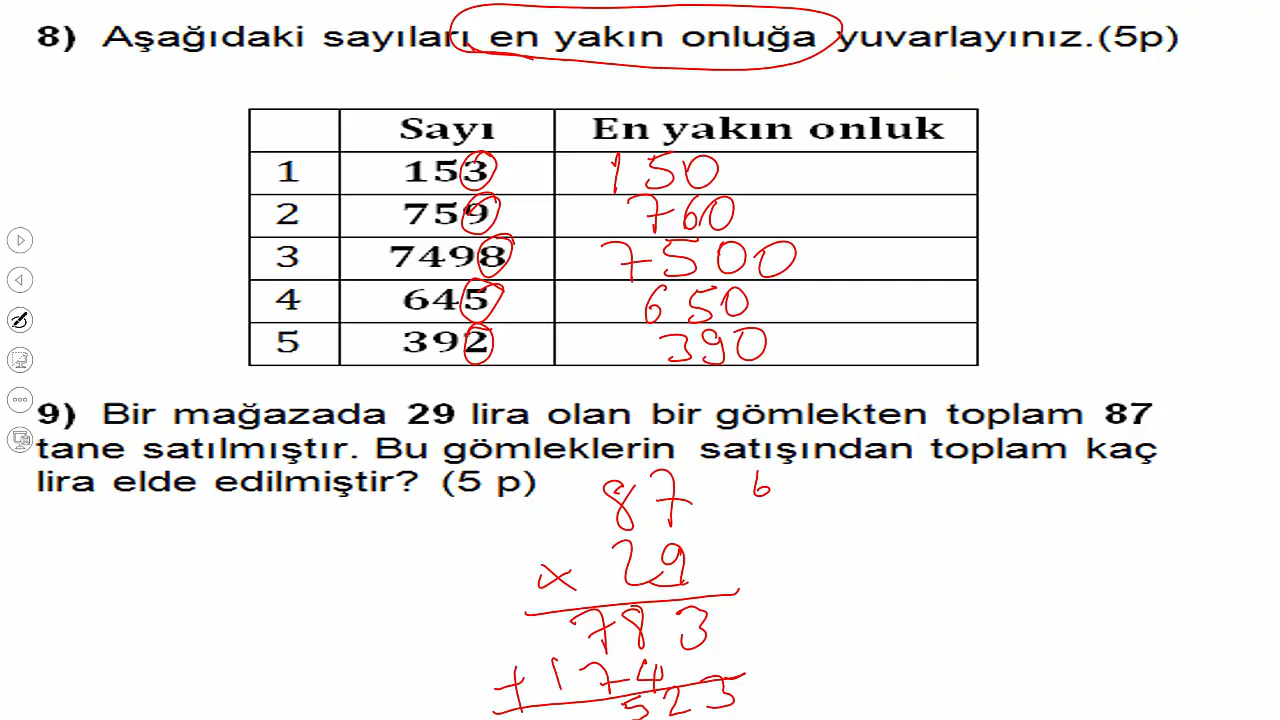 8) Aşağıdaki sayıları en yakın onluğa yuvarlayınız.(5p)
Sayı En yakın onluk
1 153 150
2 759 760
3 7498 7500
4 645 650
5 392 390
9) Bir mağazada 29 lira olan bir gömlekten toplam 87
tane satılmıştır. Bu gömleklerin satışından toplam kaç
lira elde edilmiştir? (5 p)
87 6
x 29
783
+ 174
523